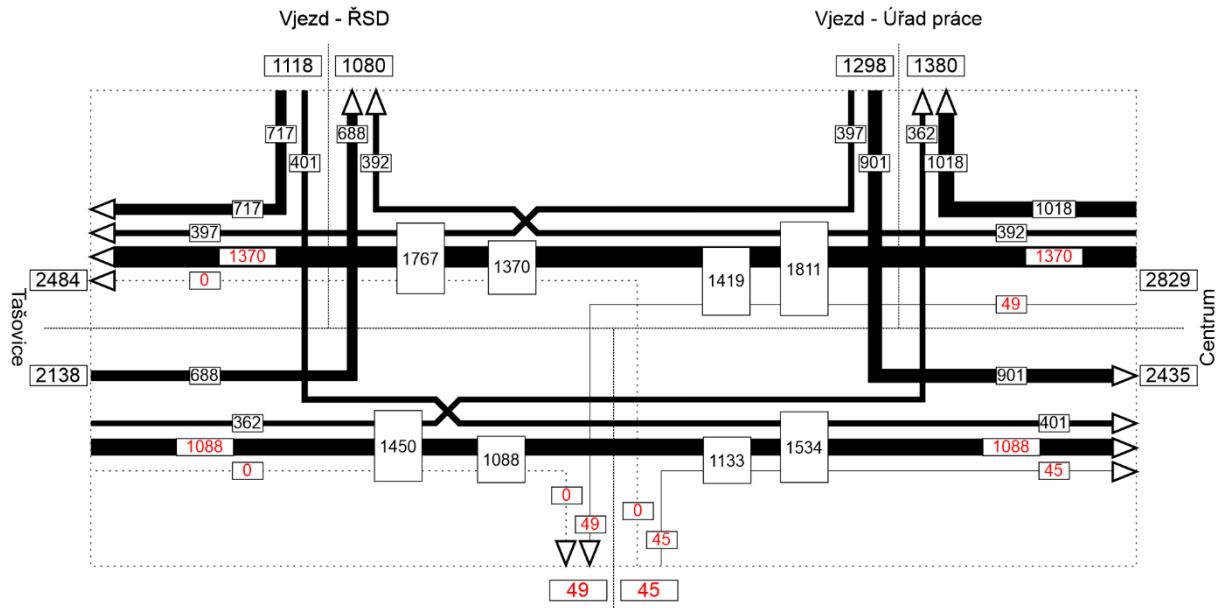 Vjezd - ŘSD Vjezd - Úřad práce
1118 1080 1298 1380
717 688 397 362
401 392 901 1018
717 1018
397 392
1370 1767 1370 1419 1811 1370
2484 0 2829
49
Tašovice
Centrum
2138 688 901 2435
362 401
1088 1450 1088 1133 1534 1088
0 45
0 0
49 45
49 45